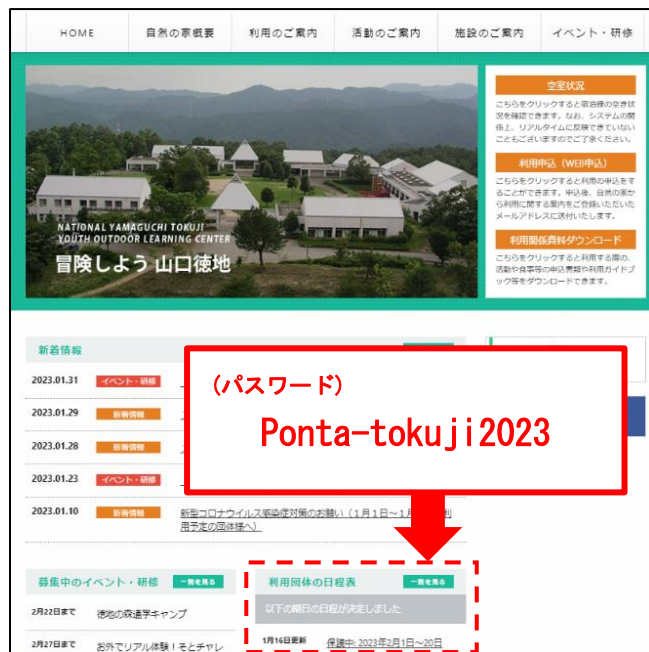 HOME 自然の家概要 利用のご案内 活動のご案内 施設のご案内 イベント・研修
NATIONAL YAMAGUCHI TOKUJI
YOUTH OUTDOOR LEARNING CENTER
冒険しよう 山口徳地
空室状況
こちらをクリックすると宿泊棟の空き状
況を確認できます。なお、システムの関
係上、リアルタイムに反映できていない
こともございますのでご了承ください。
利用申込（WEB申込）
こちらをクリックすると利用の申込をす
ることができます。申込後、自然の家か
ら利用に関する案内をご登録いただいた
メールアドレスに送付いたします。
利用関係資料ダウンロード
こちらをクリックすると利用する際の、
活動や食事等の申込書類や利用ガイドブ
ック等をダウンロードできます。
新着情報
2023.01.31 イベント・研修
2023.01.29 新着情報
2023.01.28 新着情報
2023.01.23 イベント・研修
2023.01.10 新着情報 新型コロナウイルス感染症対策のお願い（1月1日～1月
用予定の団体様へ）
(パスワード)
Ponta-tokuji2023
募集中のイベント・研修 一覧を見る
2月22日まで 徳地の森通学キャンプ
2月27日まで お外でリアル体験！そとチャレ
利用団体の日程表 一覧を見る
以下の曜日の日程が決定しました
1月16日更新 保護中: 2023年2月1日～20日